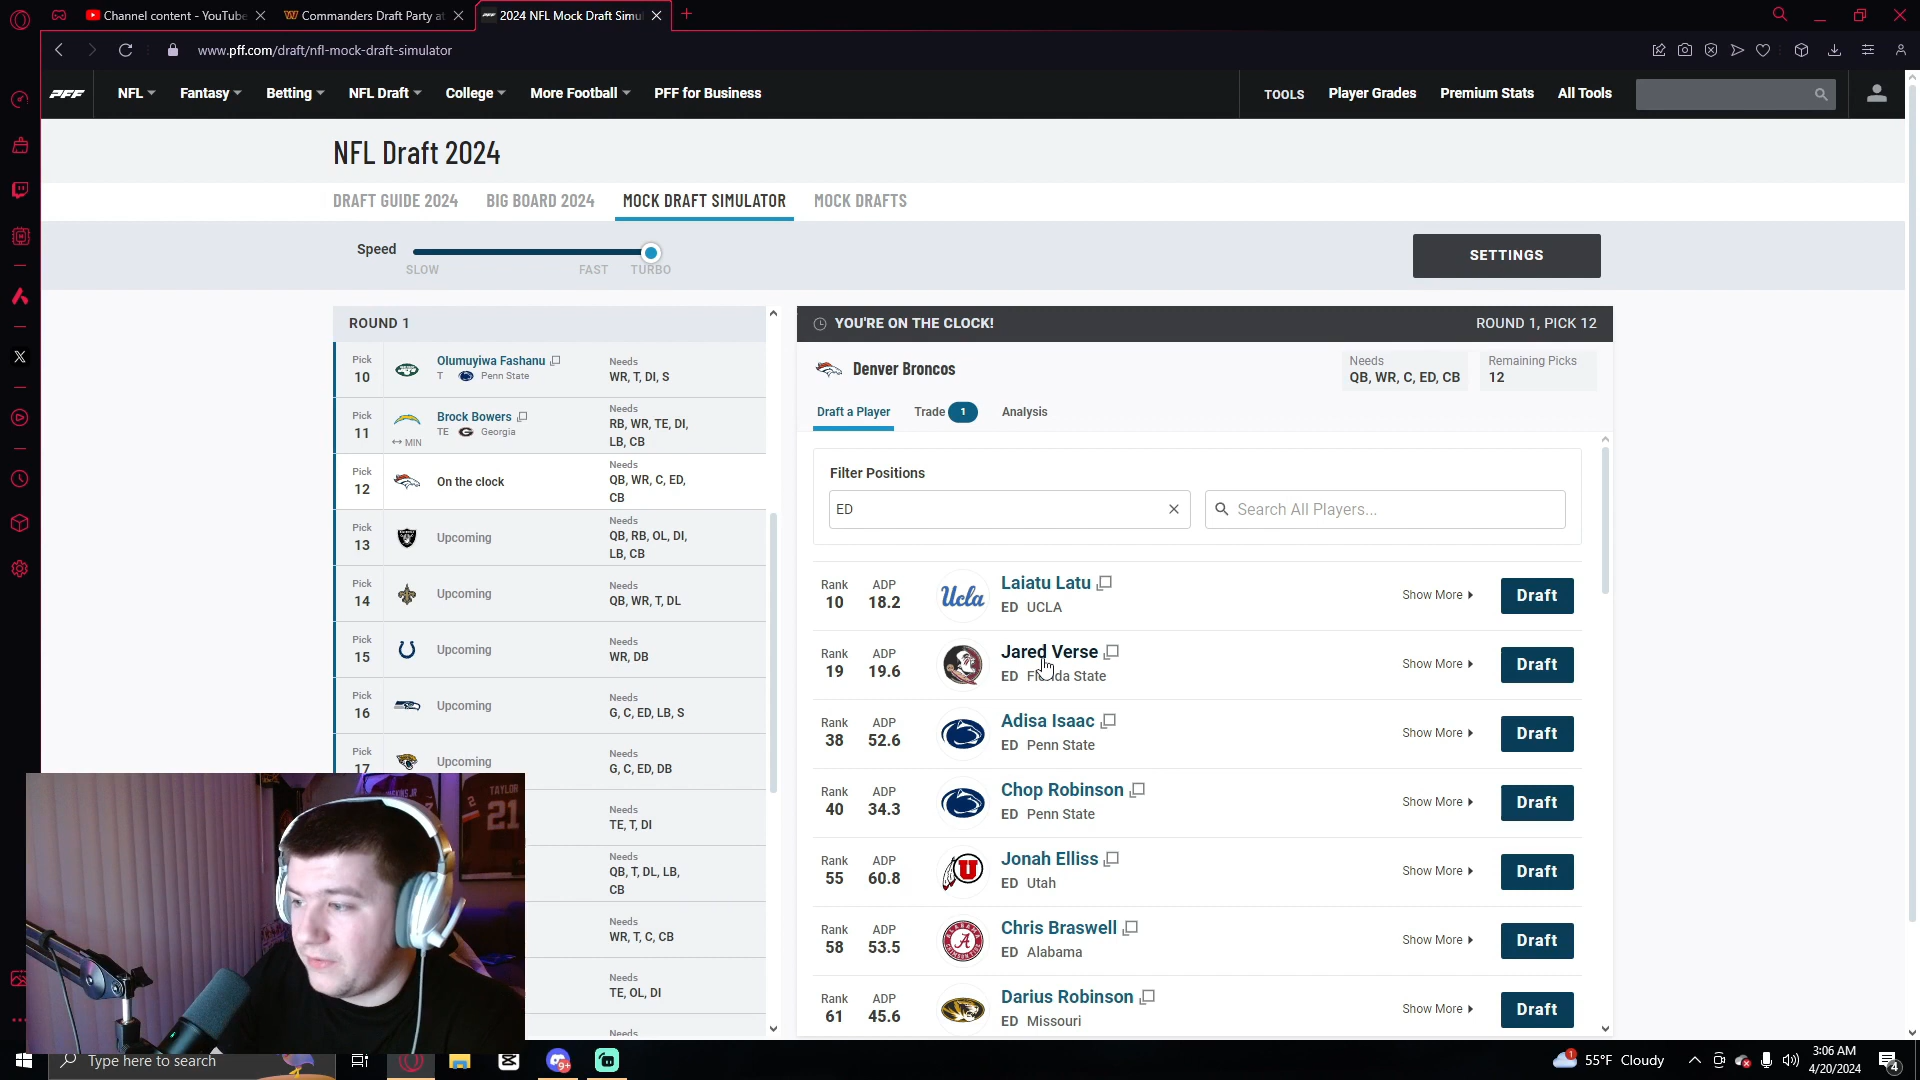 Channel content - YouTube
Commanders Draft Party at
2024 NFL Mock Draft Simu
www.pff.com/draft/nfl-mock-draft-simulator
PFF
NFL
Fantasy
Betting
NFL Draft
College
More Football
PFF for Business
TOOLS
Player Grades
Premium Stats
All Tools
NFL Draft 2024
DRAFT GUIDE 2024
BIG BOARD 2024
MOCK DRAFT SIMULATOR
MOCK DRAFTS
Speed
SLOW
FAST
TURBO
SETTINGS
ROUND 1
Pick
10
Olumuyiwa Fashanu
T Penn State
Needs
WR, T, DI, S
Pick
11
MIN
Brock Bowers
TE Georgia
Needs
RB, WR, TE, DI,
LB, CB
Pick
12
On the clock
Needs
QB, WR, C, ED,
CB
Pick
13
Upcoming
Needs
QB, RB, OL, DI,
LB, CB
Pick
14
Upcoming
Needs
QB, WR, T, DL
Pick
15
Upcoming
Needs
WR, DB
Pick
16
Upcoming
Needs
G, C, ED, LB, S
Pick
17
Upcoming
Needs
G, C, ED, DB
Needs
TE, T, DI
Needs
QB, T, DL, LB,
CB
Needs
WR, T, C, CB
Needs
TE, OL, DI
Needs
YOU'RE ON THE CLOCK!
ROUND 1, PICK 12
Denver Broncos
Needs
QB, WR, C, ED, CB
Remaining Picks
12
Draft a Player
Trade 1
Analysis
Filter Positions
ED
Search All Players...
Rank
10
ADP
18.2
Ucla
Laiatu Latu
ED UCLA
Show More
Draft
Rank
19
ADP
19.6
Jared Verse
ED Florida State
Show More
Draft
Rank
38
ADP
52.6
Adisa Isaac
ED Penn State
Show More
Draft
Rank
40
ADP
34.3
Chop Robinson
ED Penn State
Show More
Draft
Rank
55
ADP
60.8
Jonah Elliss
ED Utah
Show More
Draft
Rank
58
ADP
53.5
Chris Braswell
ED Alabama
Show More
Draft
Rank
61
ADP
45.6
Darius Robinson
ED Missouri
Show More
Draft
TAYLOR
21
Type here to search
9+
1
55°F Cloudy
3:06 AM
4/20/2024
4